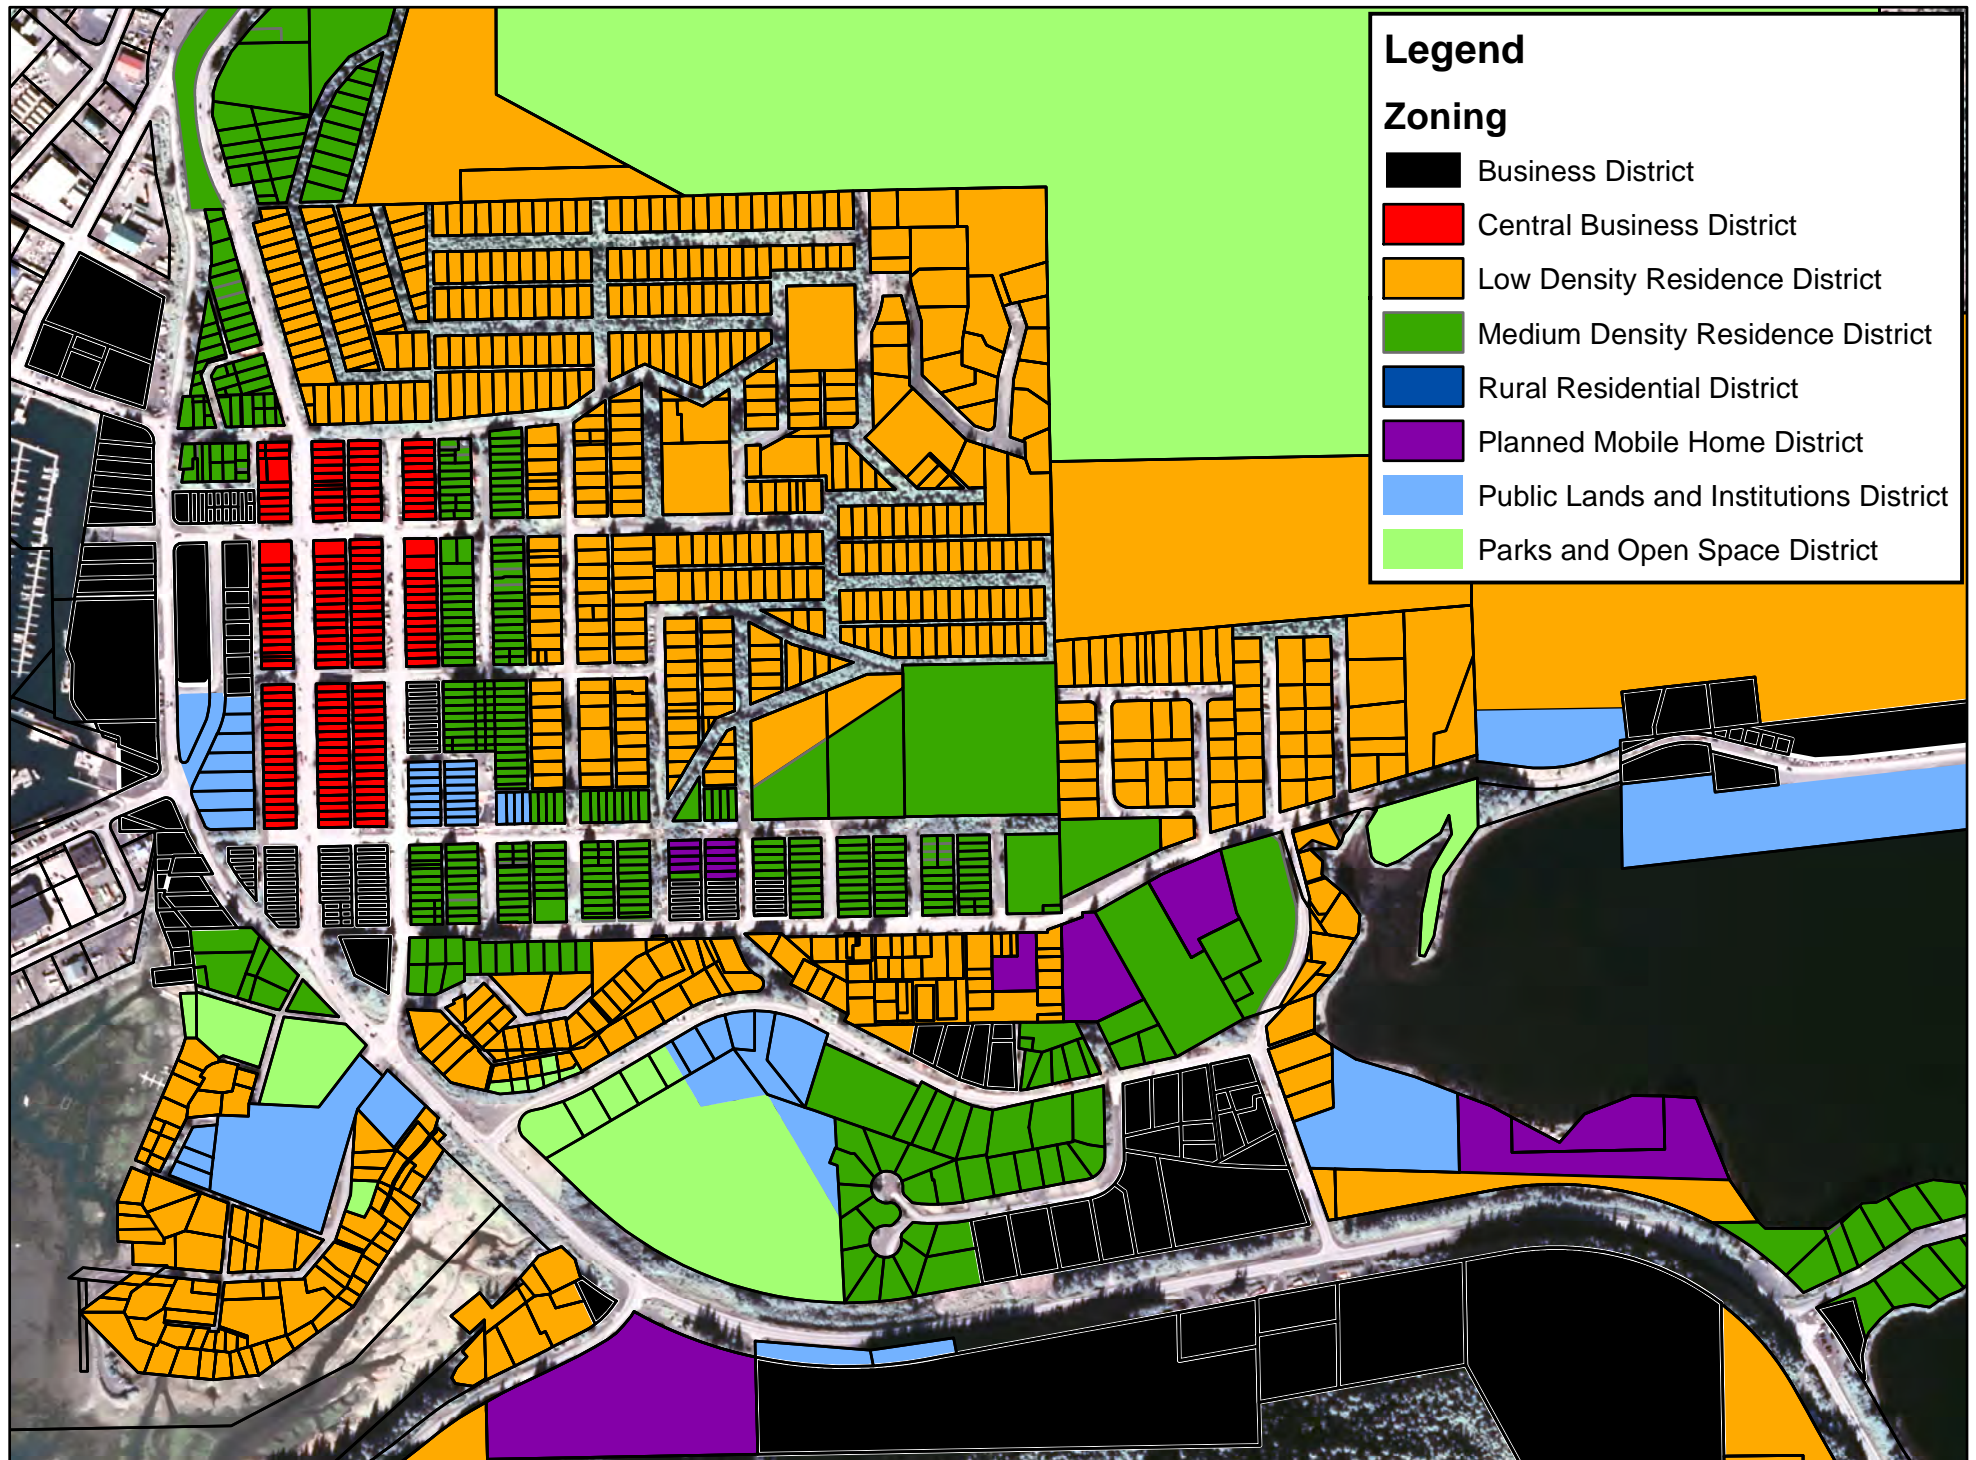 Legend
Zoning
Business District
Central Business District
Low Density Residence District
Medium Density Residence District
Rural Residential District
Planned Mobile Home District
Public Lands and Institutions District
Parks and Open Space District